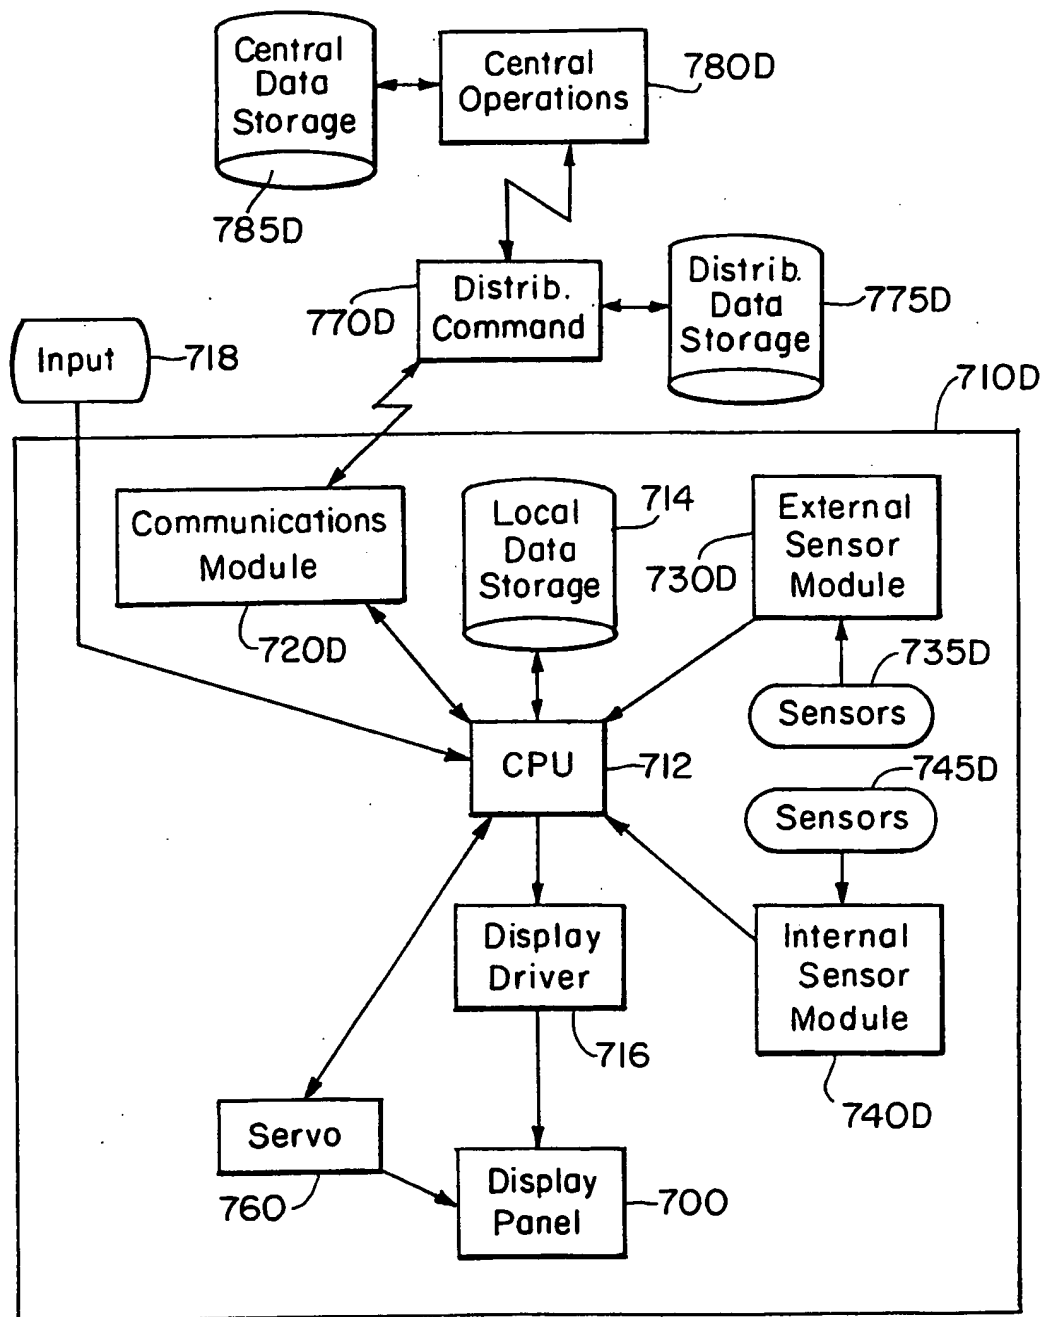 Central
Data
Storage
785D
Central
Operations
780D
Distrib.
Command
770D
Distrib.
Data
Storage
775D
Input
718
710D
Communications
Module
720D
Local
Data
Storage
714
External
Sensor
Module
730D
Sensors
735D
CPU
712
Sensors
745D
Internal
Sensor
Module
740D
Display
Driver
716
Servo
760
Display
Panel
700